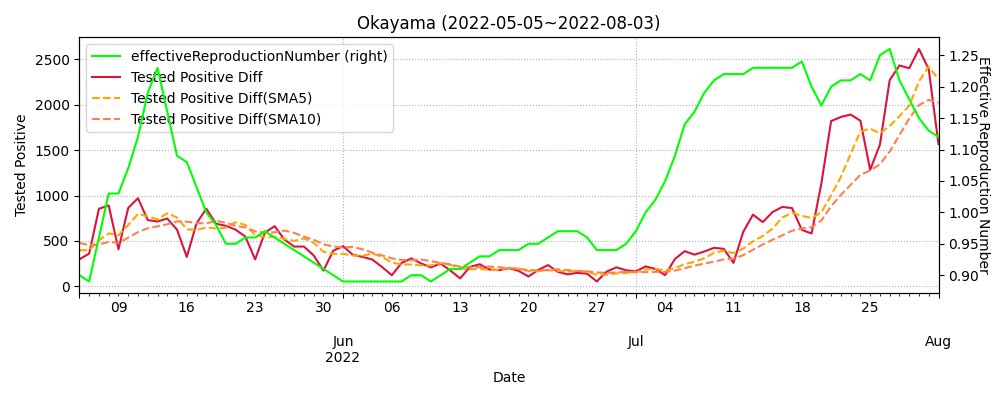 Okayama (2022-05-05~2022-08-03)
effectiveReproductionNumber (right)
Tested Positive Diff
Tested Positive Diff(SMA5)
Tested Positive Diff(SMA10)
Tested Positive
2500
2000
1500
1000
500
0
1.25
1.20
1.15
1.10
1.05
1.00
0.95
0.90
Effective Reproduction Number
09 16 23 30 06 13 20 27 04 11 18 25
Jun Jul Aug
2022
Date